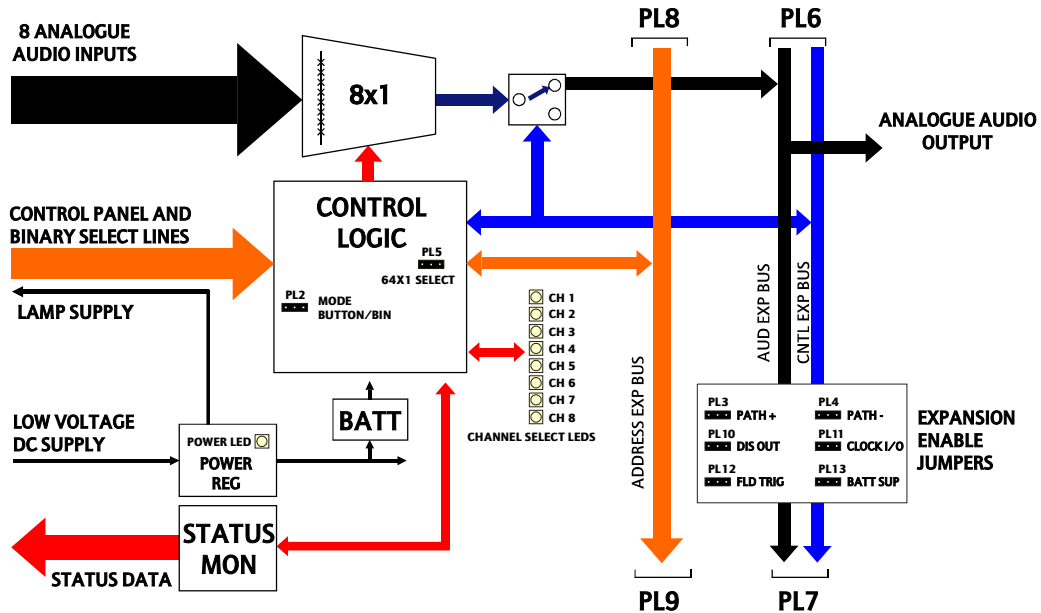 PL8
PL6
8 ANALOGUE
AUDIO INPUTS
8x1
ANALOGUE AUDIO
OUTPUT
CONTROL PANEL AND
BINARY SELECT LINES
CONTROL
LOGIC
PL5
64X1 SELECT
PL2
MODE
BUTTON/BIN
LAMP SUPPLY
CH 1
CH 2
CH 3
CH 4
CH 5
CH 6
CH 7
CH 8
CHANNEL SELECT LEDS
ADDRESS EXP BUS
AUD EXP BUS
CNTL EXP BUS
LOW VOLTAGE
DC SUPPLY
POWER LED
POWER
REG
BATT
PL3
PATH +
PL4
PATH -
PL10
DIS OUT
PL11
CLOCK I/O
PL12
FLD TRIG
PL13
BATT SUP
EXPANSION
ENABLE
JUMPERS
STATUS
MON
STATUS DATA
PL9
PL7